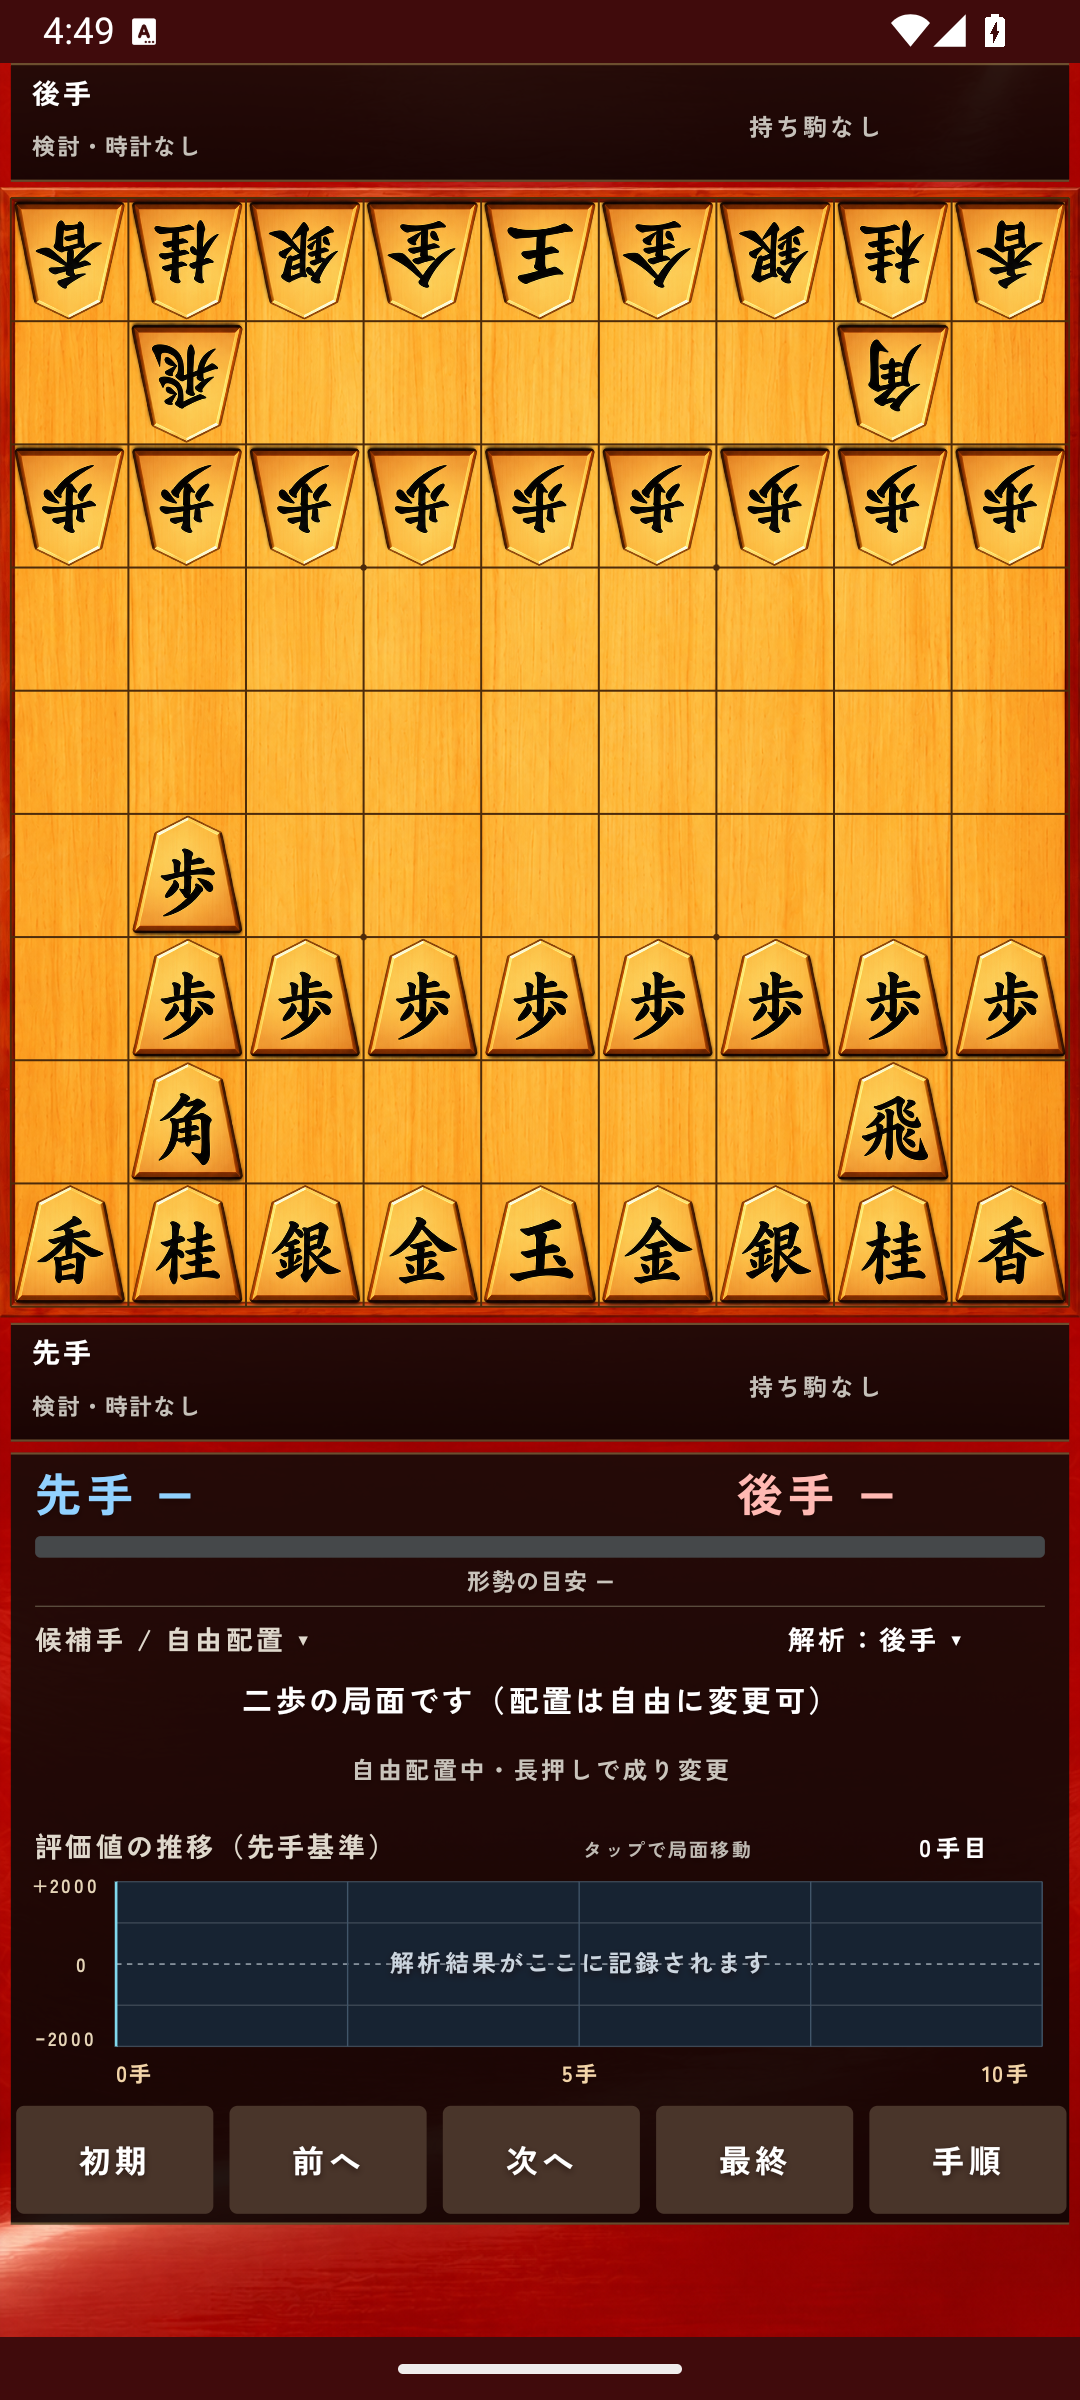 4:49 A
後手
検討・時計なし
持ち駒なし
香 桂 銀 金 王 金 銀 桂 香
飛 角
歩 歩 歩 歩 歩 歩 歩 歩 歩
歩
歩 歩 歩 歩 歩 歩 歩 歩
角 飛
香 桂 銀 金 玉 金 銀 桂 香
先手
検討・時計なし
持ち駒なし
先手 − 後手 −
形勢の目安 −
候補手 / 自由配置 ▾ 解析：後手 ▾
二歩の局面です（配置は自由に変更可）
自由配置中・長押しで成り変更
評価値の推移（先手基準） タップで局面移動 0手目
+2000
0
-2000
解析結果がここに記録されます
0手 5手 10手
初期 前へ 次へ 最終 手順